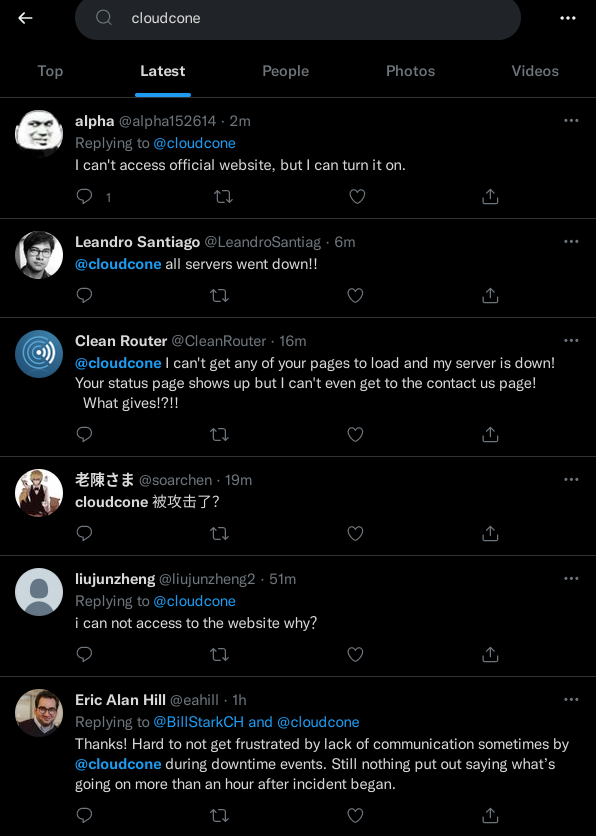 cloudcone
Top Latest People Photos Videos
alpha @alpha152614 · 2m
Replying to @cloudcone
I can't access official website, but I can turn it on.
1
Leandro Santiago @LeandroSantiag · 6m
@cloudcone all servers went down!!
Clean Router @CleanRouter · 16m
@cloudcone I can't get any of your pages to load and my server is down!
Your status page shows up but I can't even get to the contact us page!
What gives!?!!
老陳さま @soarchen · 19m
cloudcone 被攻击了?
liujunzheng @liujunzheng2 · 51m
Replying to @cloudcone
i can not access to the website why?
Eric Alan Hill @eahill · 1h
Replying to @BillStarkCH and @cloudcone
Thanks! Hard to not get frustrated by lack of communication sometimes by
@cloudcone during downtime events. Still nothing put out saying what's
going on more than an hour after incident began.